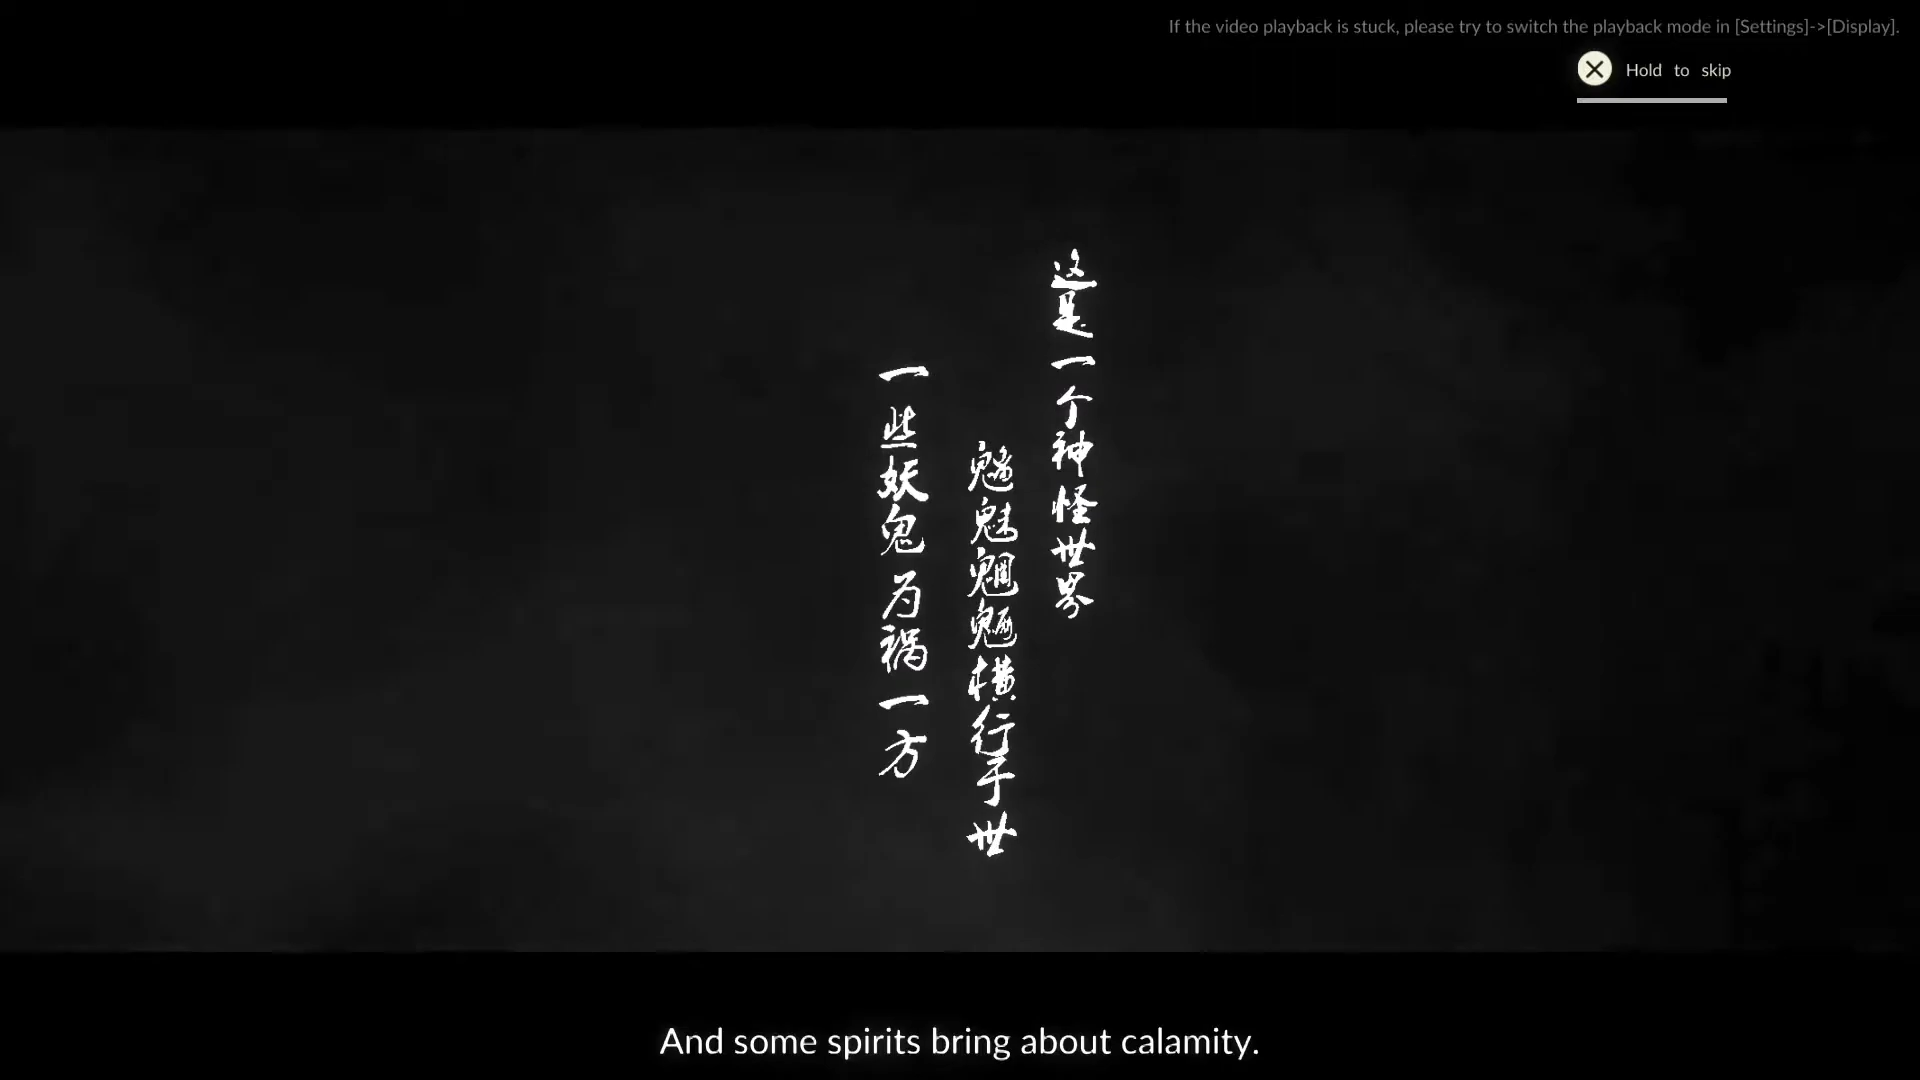 If the video playback is stuck, please try to switch the playback mode in [Settings]->[Display].
Hold to skip
这是一个神怪世界
魑魅魍魉横行于世
一些妖鬼为祸一方
And some spirits bring about calamity.